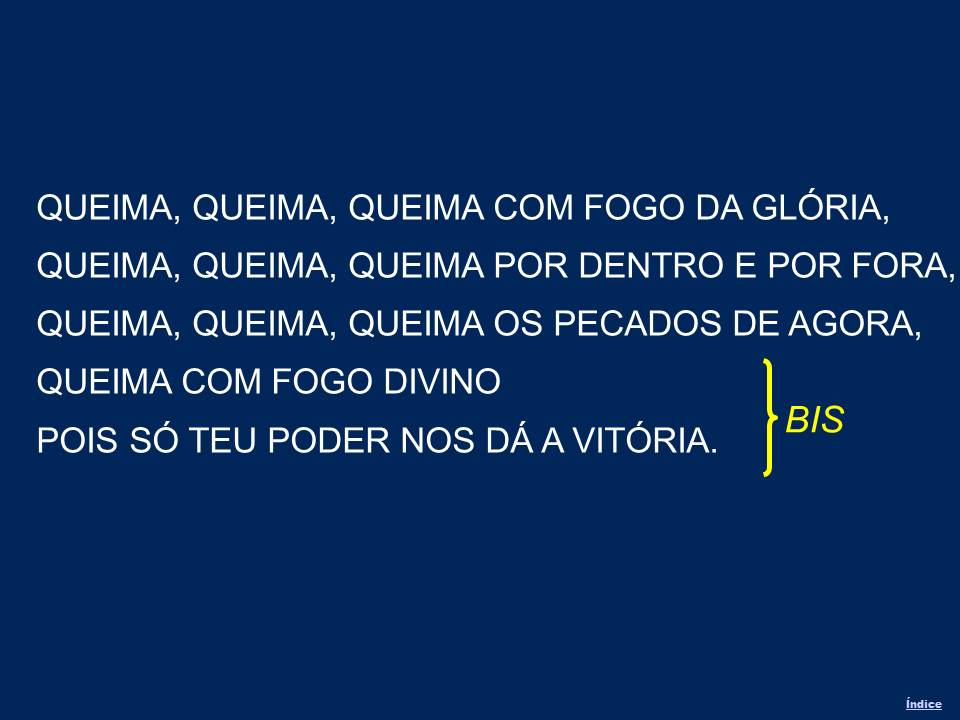 QUEIMA, QUEIMA, QUEIMA COM FOGO DA GLÓRIA,
QUEIMA, QUEIMA, QUEIMA POR DENTRO E POR FORA,
QUEIMA, QUEIMA, QUEIMA OS PECADOS DE AGORA,
QUEIMA COM FOGO DIVINO
POIS SÓ TEU PODER NOS DÁ A VITÓRIA.
BIS
Índice